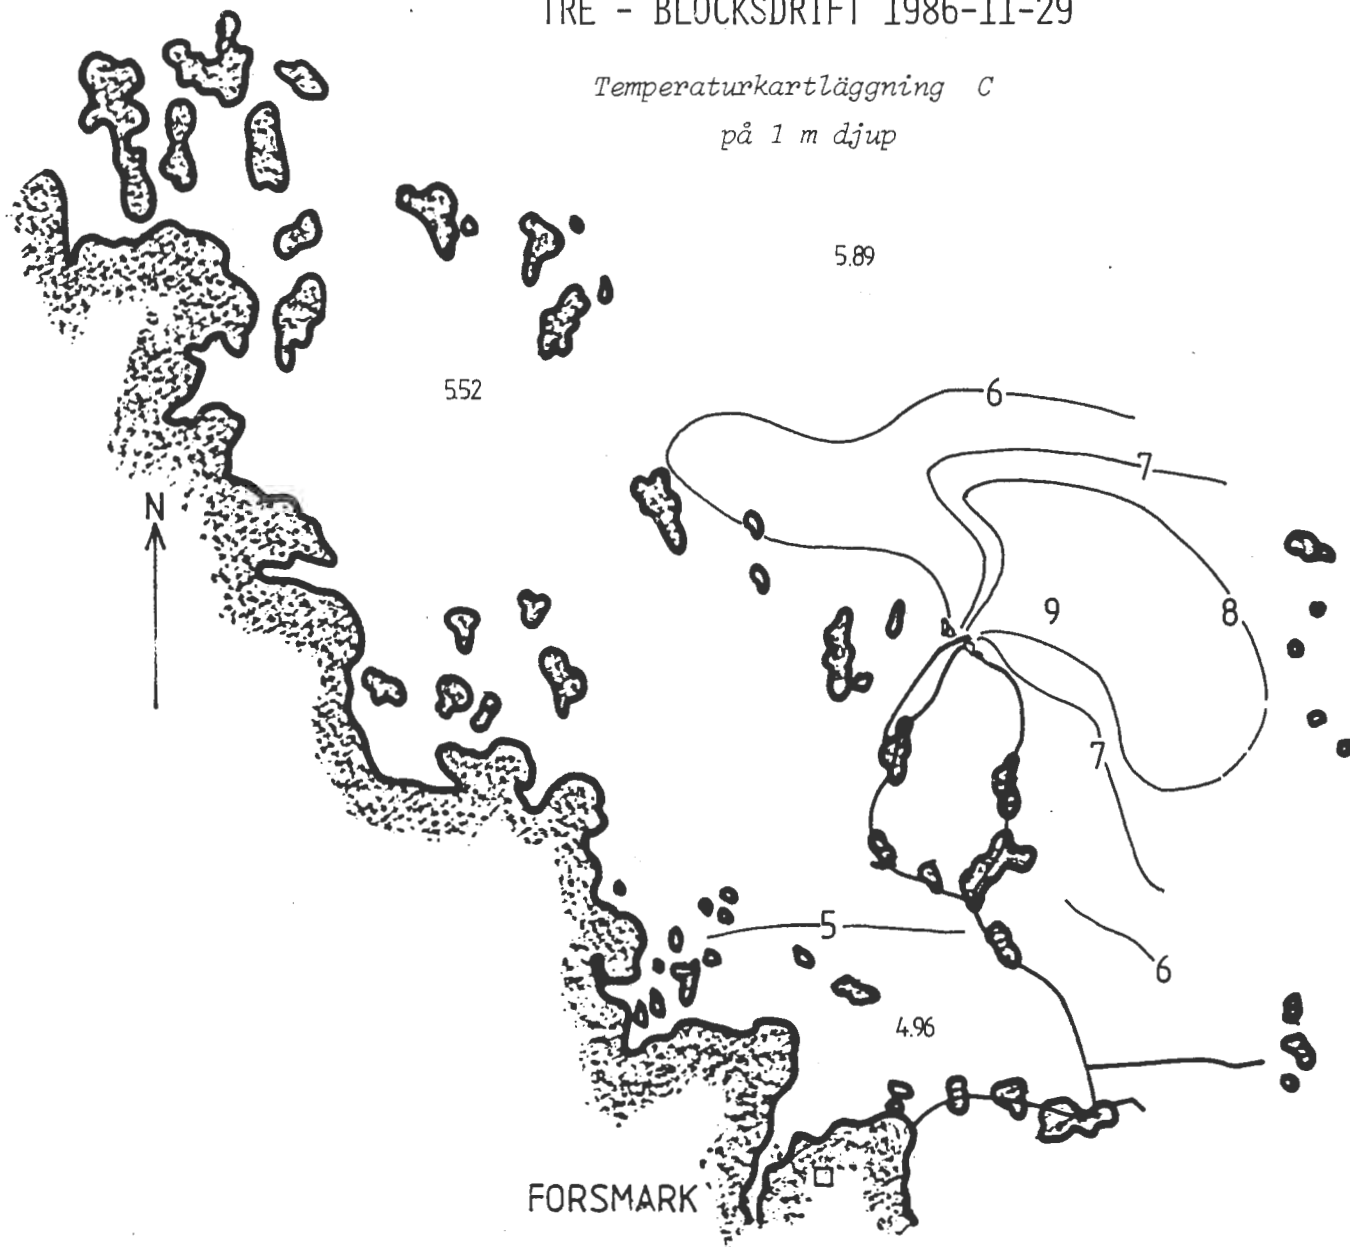 TRE - BLOCKSDRIFT 1986-11-29
Temperaturkartläggning C
på 1 m djup
5.89
5.52
6
7
N
9
8
7
5
6
4.96
FORSMARK